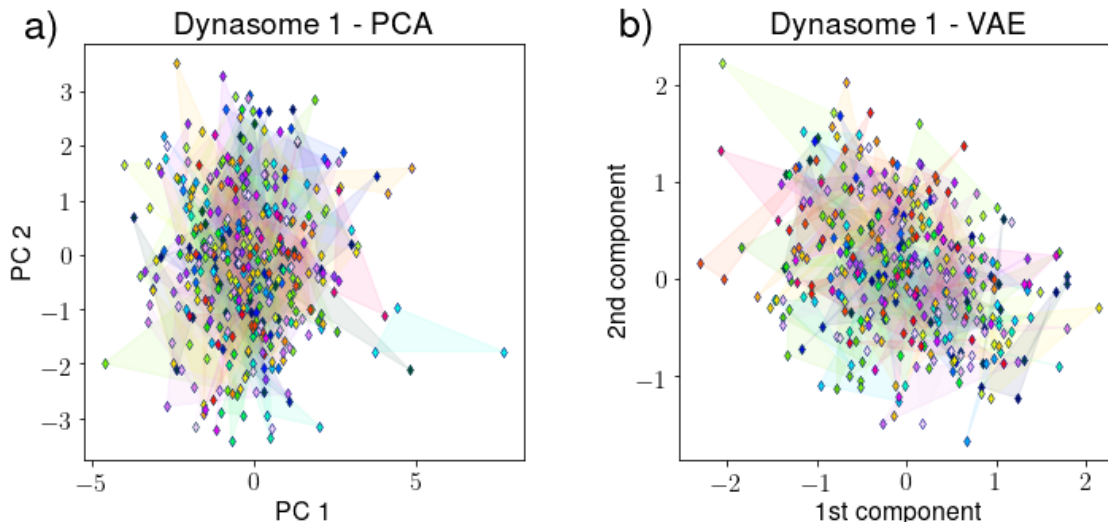 a)
Dynasome 1 - PCA
3
2
1
0
−1
−2
−3
PC 2
−5
0
5
PC 1
b)
Dynasome 1 - VAE
2
1
0
−1
2nd component
−2
−1
0
1
2
1st component